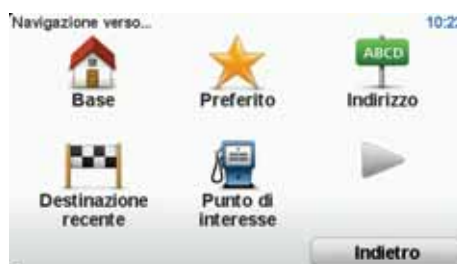 Navigazione verso...
10:22
ABCD
Base
Preferito
Indirizzo
Destinazione
recente
Punto di
interesse
Indietro